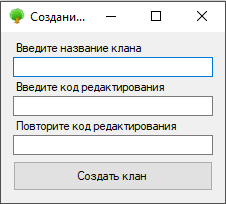 Создани...
Введите название клана
Введите код редактирования
Повторите код редактирования
Создать клан